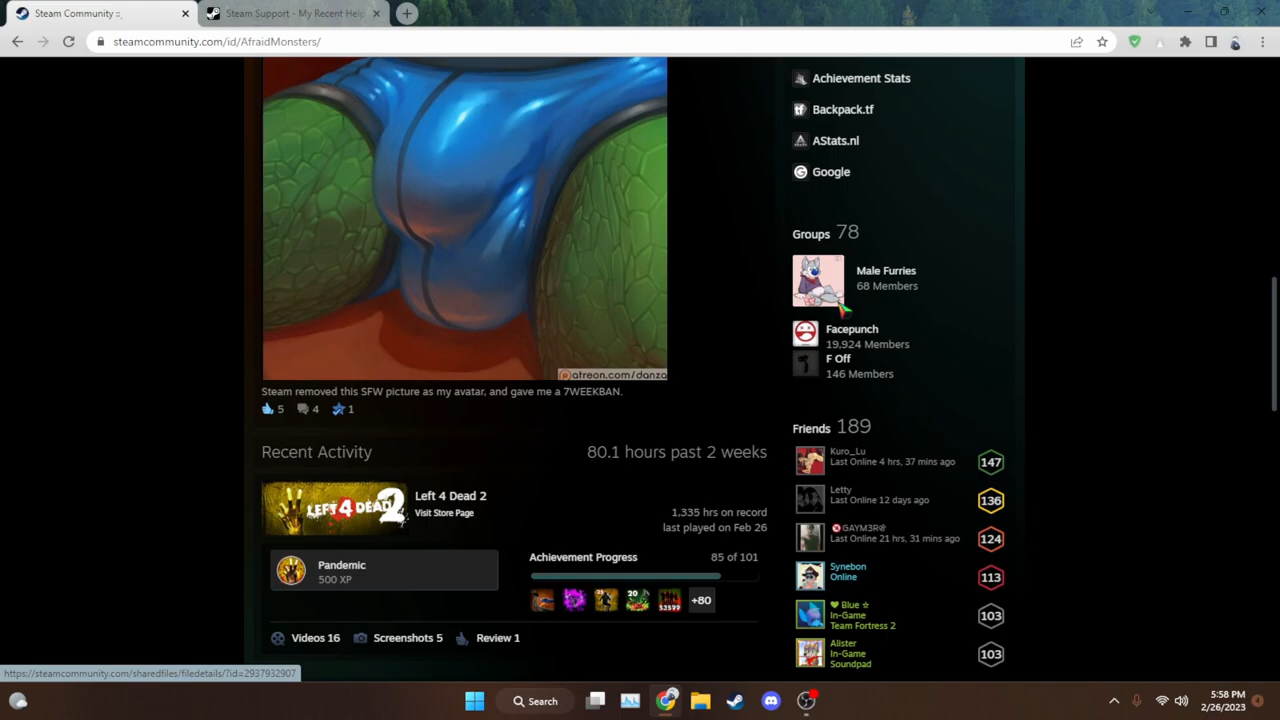 Steam Community ::
Steam Support - My Recent Help
steamcommunity.com/id/AfraidMonsters/
Achievement Stats
Backpack.tf
AStats.nl
Google
Groups 78
Male Furries
68 Members
Facepunch
19,924 Members
F Off
146 Members
patreon.com/danza
Steam removed this SFW picture as my avatar, and gave me a 7WEEKBAN.
5 4 1
Friends 189
Kuro_Lu
Last Online 4 hrs, 37 mins ago
147
Letty
Last Online 12 days ago
136
GAYM3R
Last Online 21 hrs, 31 mins ago
124
Synebon
Online
113
Blue
In-Game
Team Fortress 2
103
Alister
In-Game
Soundpad
103
Recent Activity
80.1 hours past 2 weeks
LEFT 4 DEAD 2
Left 4 Dead 2
Visit Store Page
1,335 hrs on record
last played on Feb 26
Pandemic
500 XP
Achievement Progress 85 of 101
+80
Videos 16 Screenshots 5 Review 1
https://steamcommunity.com/sharedfiles/filedetails/?id=2937932907
Search
5:58 PM
2/26/2023